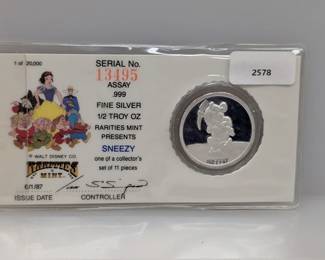 1 of 20,000
SERIAL No.
13495
ASSAY
.999
FINE SILVER
1/2 TROY OZ
RARITIES MINT
PRESENTS
SNEEZY
one of a collector's
set of 11 pieces
© WALT DISNEY CO.
RARITIES
MINT
6/1/87
ISSUE DATE
CONTROLLER
2578